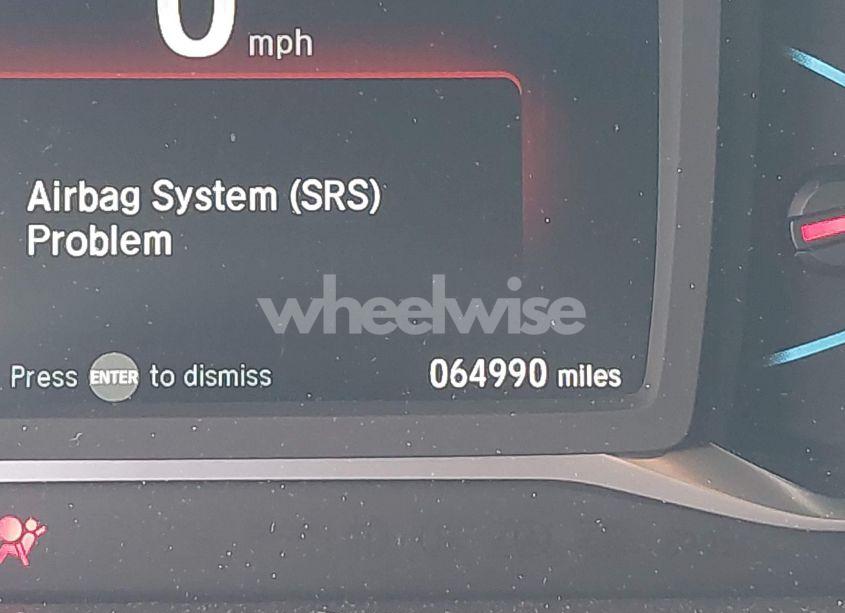 0 mph
Airbag System (SRS)
Problem
wheelwise
Press ENTER to dismiss
064990 miles